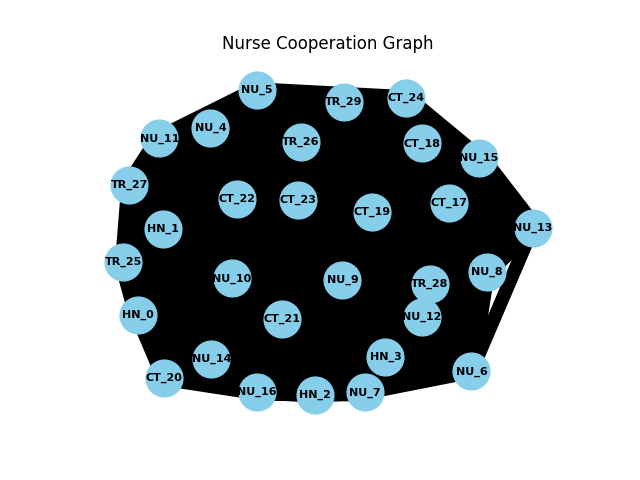 Nurse Cooperation Graph
NU_5
CT_24
TR_29
NU_4
NU_11
TR_26
CT_18
NU_15
TR_27
CT_22
CT_23
CT_17
CT_19
HN_1
NU_13
TR_25
NU_8
NU_10
NU_9
TR_28
HN_0
NU_12
CT_21
HN_3
NU_14
NU_6
CT_20
NU_16
NU_7
HN_2